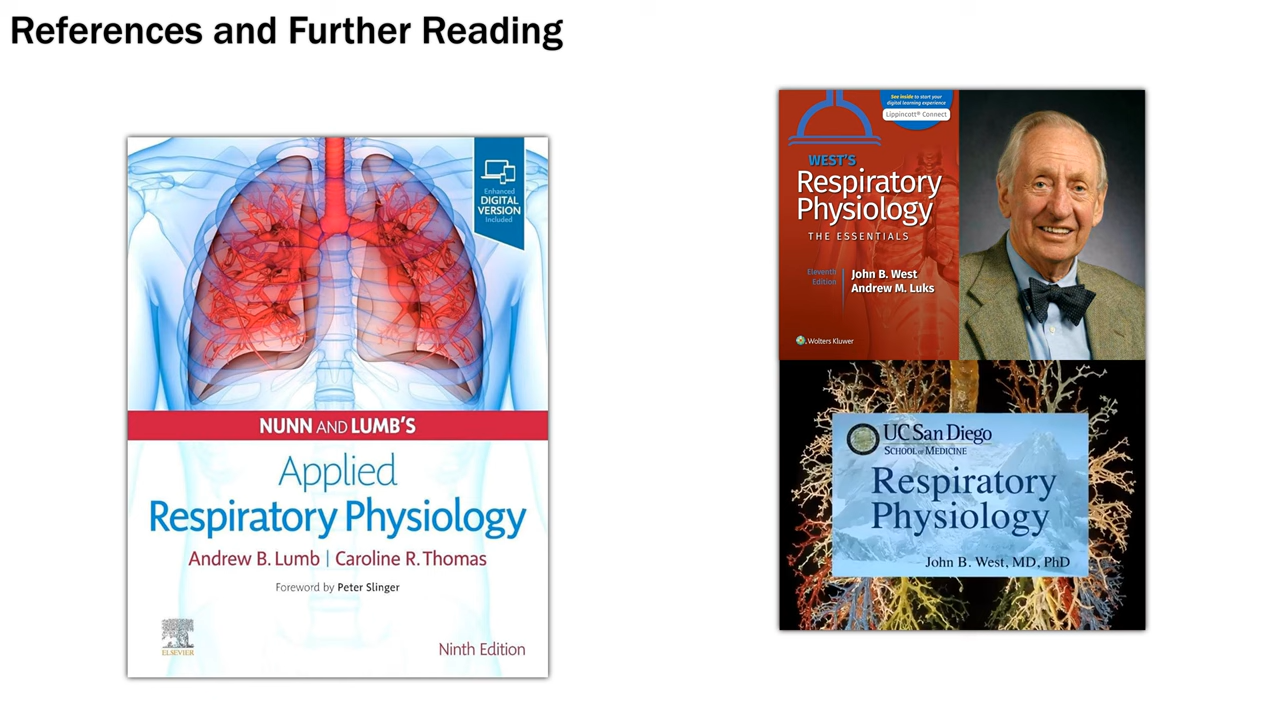 References and Further Reading
Enhanced
DIGITAL
VERSION
Included
NUNN AND LUMB'S
Applied
Respiratory Physiology
Andrew B. Lumb | Caroline R. Thomas
Foreword by Peter Slinger
ELSEVIER
Ninth Edition
See inside to start your
digital learning experience
Lippincott® Connect
WEST'S
Respiratory
Physiology
THE ESSENTIALS
Eleventh
Edition
John B. West
Andrew M. Luks
Wolters Kluwer
UC San Diego
SCHOOL OF MEDICINE
Respiratory
Physiology
John B. West, MD, PhD